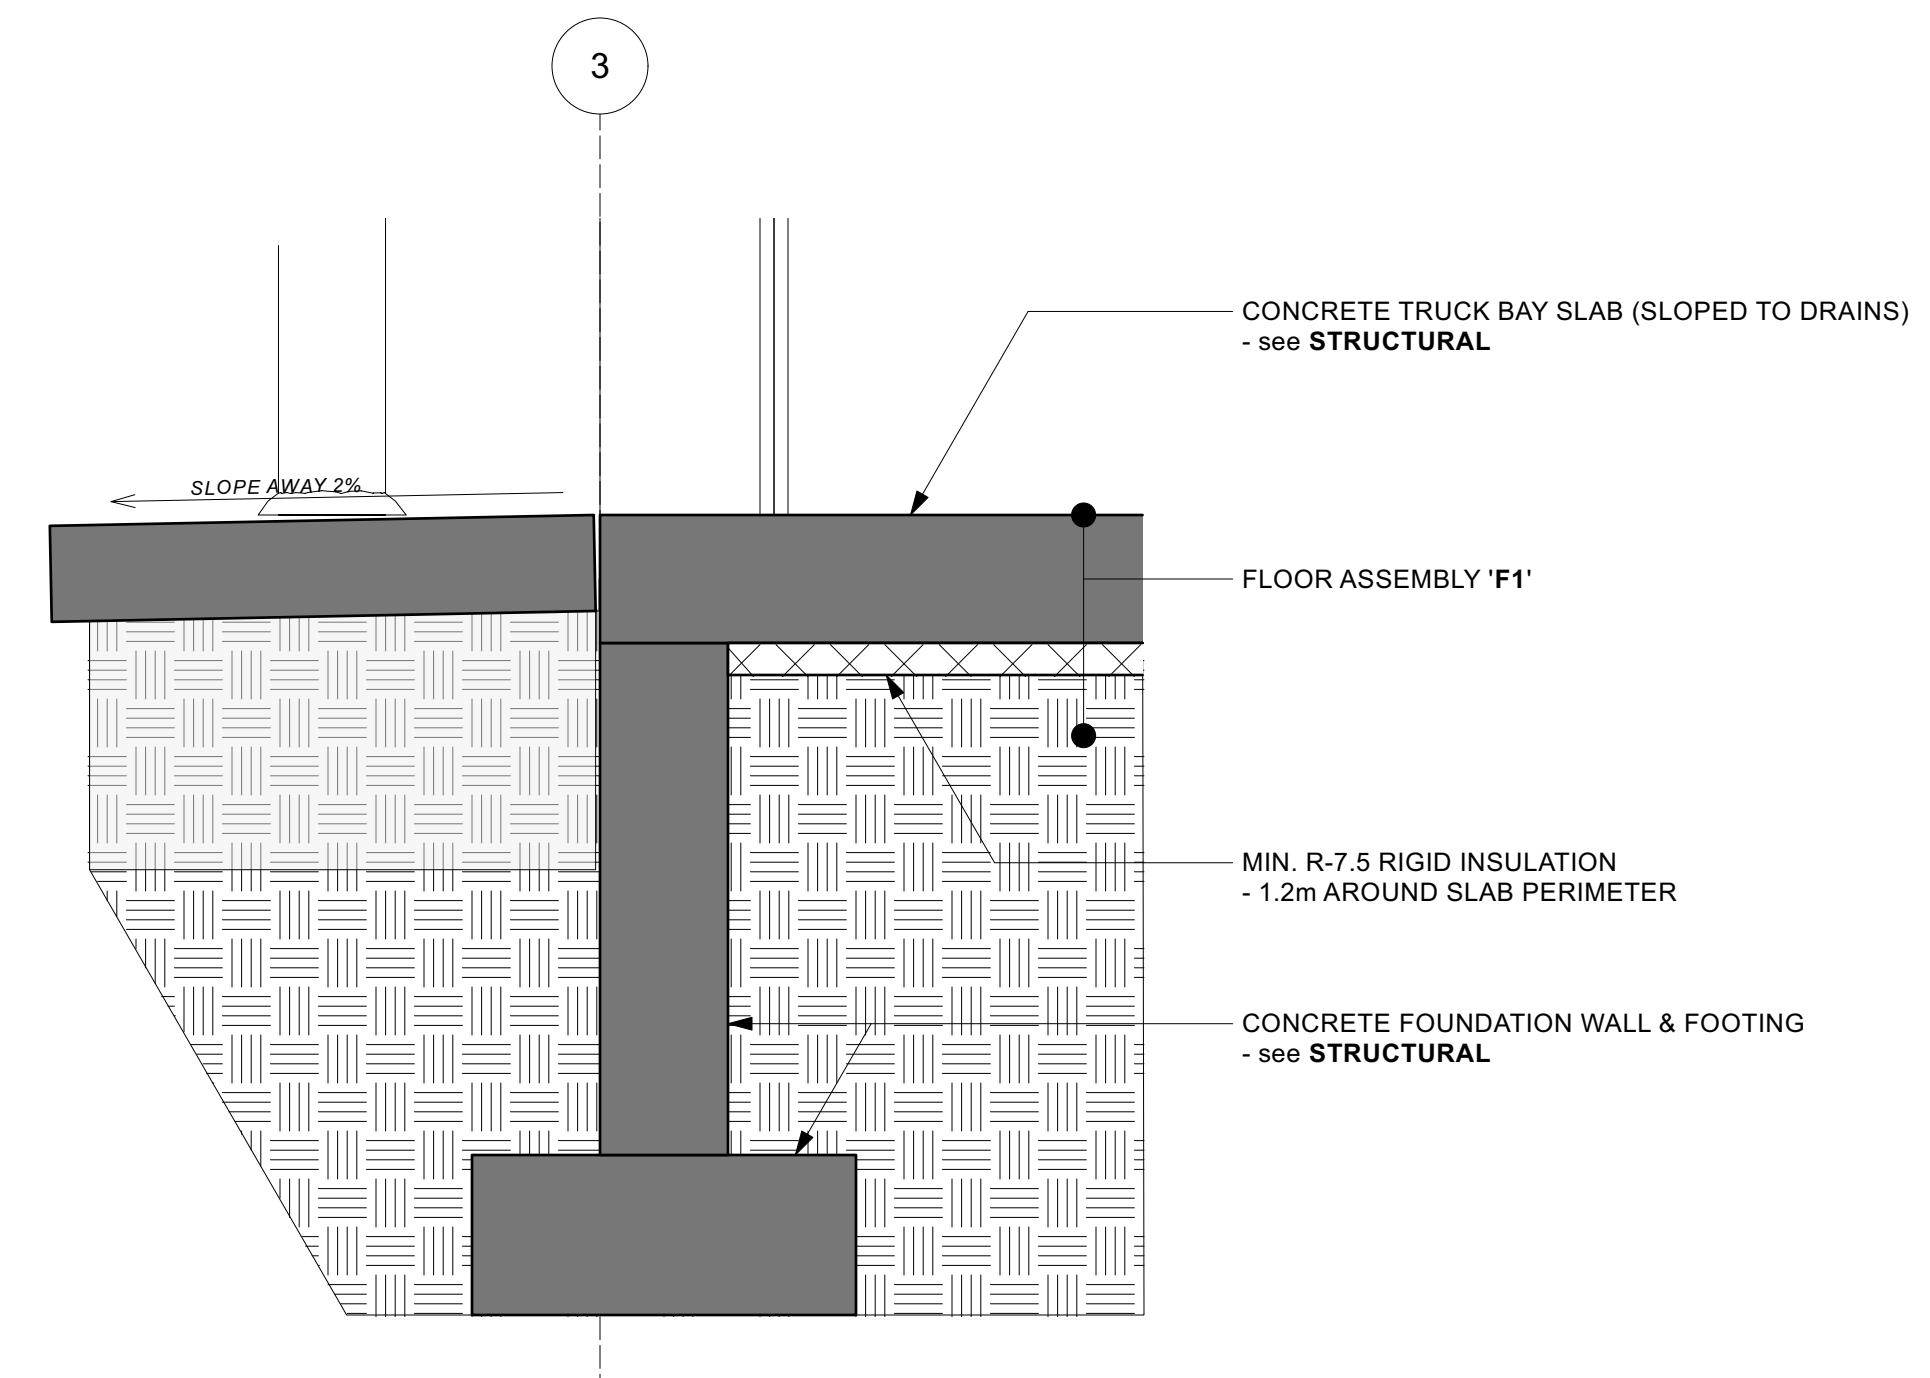 3
CONCRETE TRUCK BAY SLAB (SLOPED TO DRAINS)
- see STRUCTURAL
SLOPE AWAY 2%
FLOOR ASSEMBLY 'F1'
MIN. R-7.5 RIGID INSULATION
- 1.2m AROUND SLAB PERIMETER
CONCRETE FOUNDATION WALL & FOOTING
- see STRUCTURAL